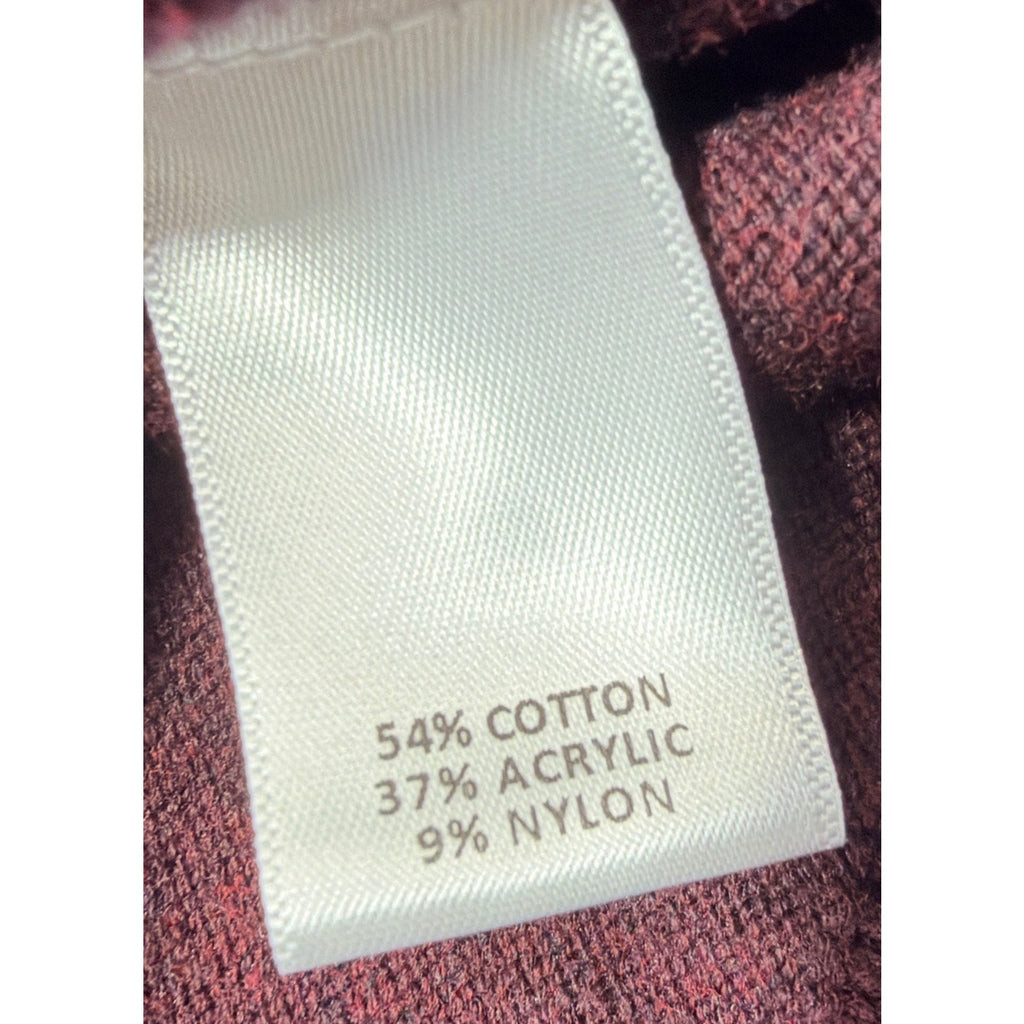 54% COTTON
37% ACRYLIC
9% NYLON